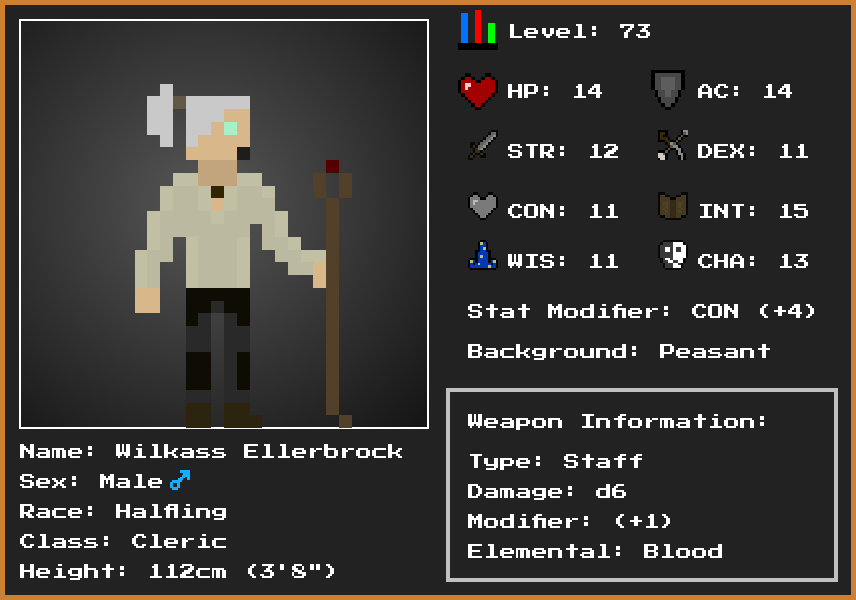 Level: 73
HP: 14 AC: 14
STR: 12 DEX: 11
CON: 11 INT: 15
WIS: 11 CHA: 13
Stat Modifier: CON (+4)
Background: Peasant
Weapon Information:
Type: Staff
Damage: d6
Modifier: (+1)
Elemental: Blood
Name: Wilkass Ellerbrock
Sex: Male ♂
Race: Halfling
Class: Cleric
Height: 112cm (3'8")